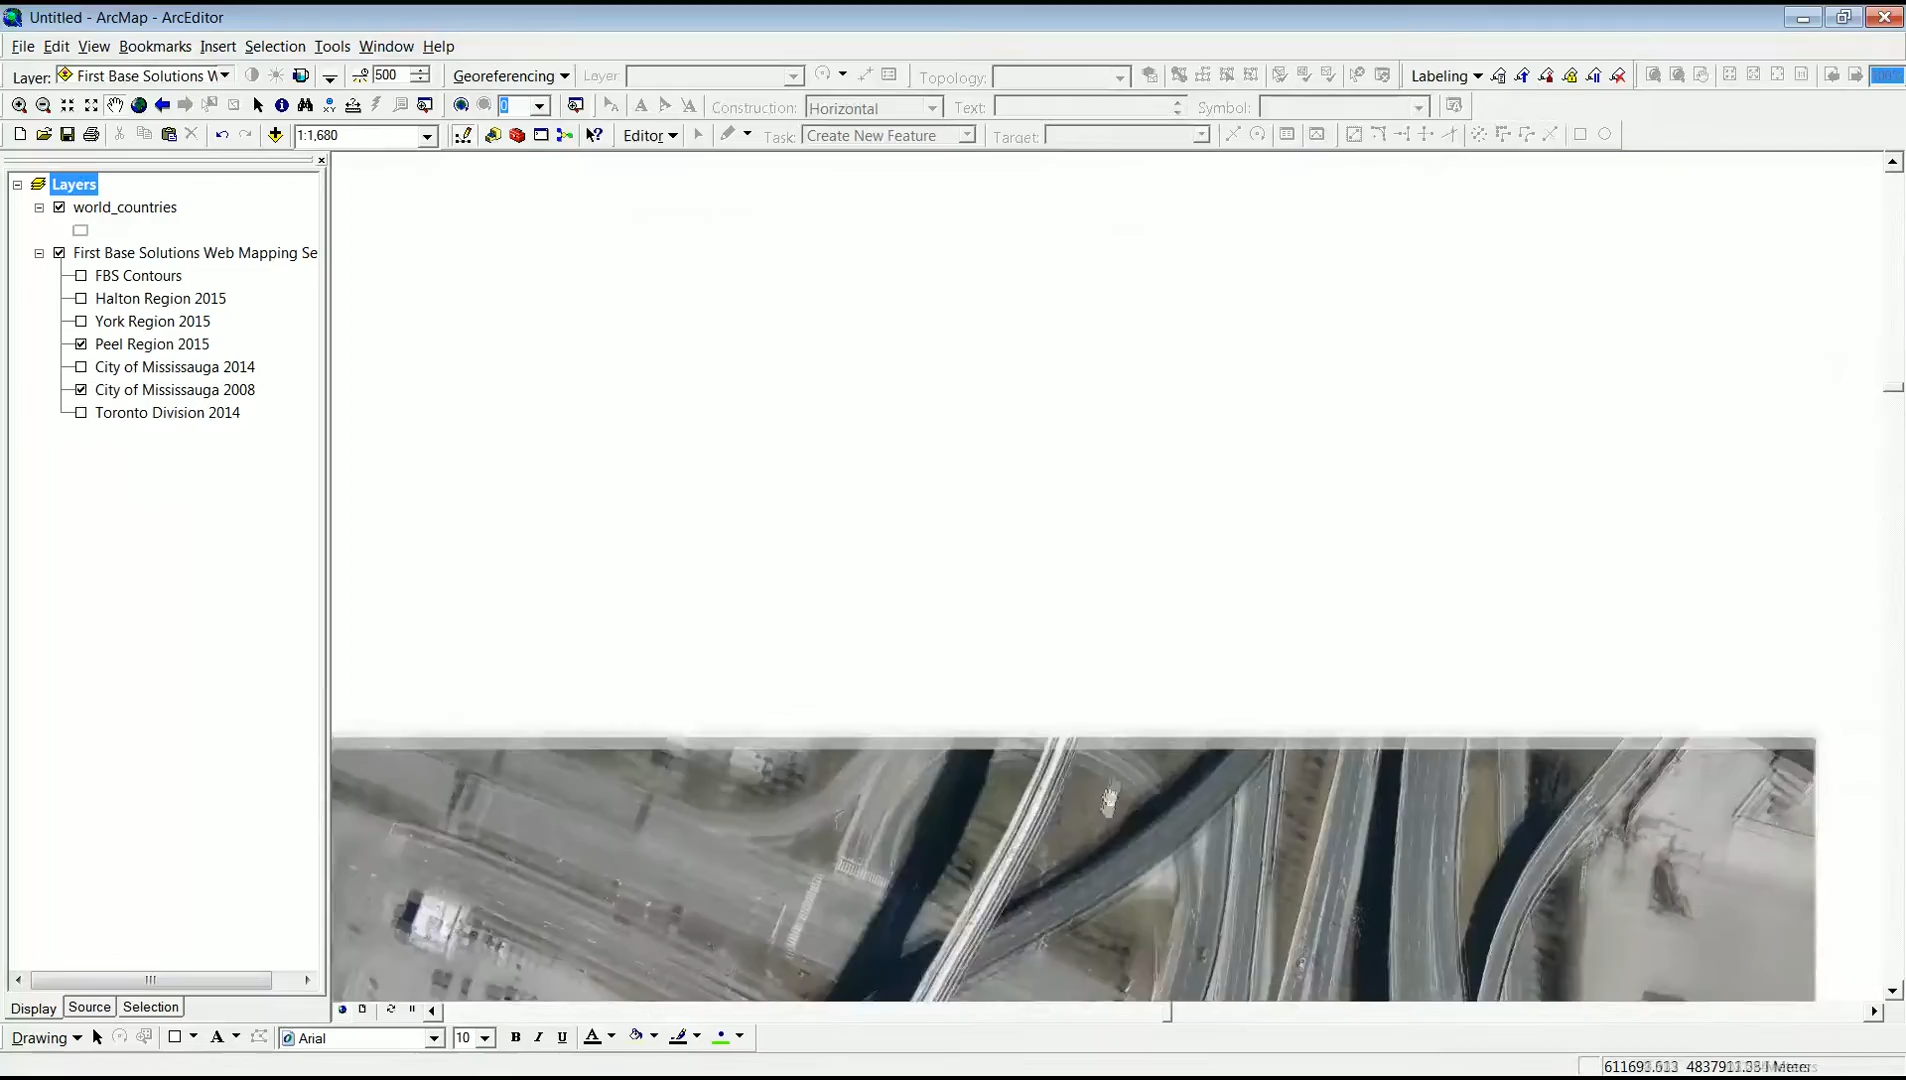 Untitled - ArcMap - ArcEditor
File Edit View Bookmarks Insert Selection Tools Window Help
Layer: First Base Solutions W 500 Georeferencing Layer: Topology: Labeling
Construction: Horizontal Text: Symbol:
1:1,680 Editor Task: Create New Feature Target:
Layers
world_countries
First Base Solutions Web Mapping Se
FBS Contours
Halton Region 2015
York Region 2015
Peel Region 2015
City of Mississauga 2014
City of Mississauga 2008
Toronto Division 2014
Display Source Selection
Drawing A Arial 10 B I U A